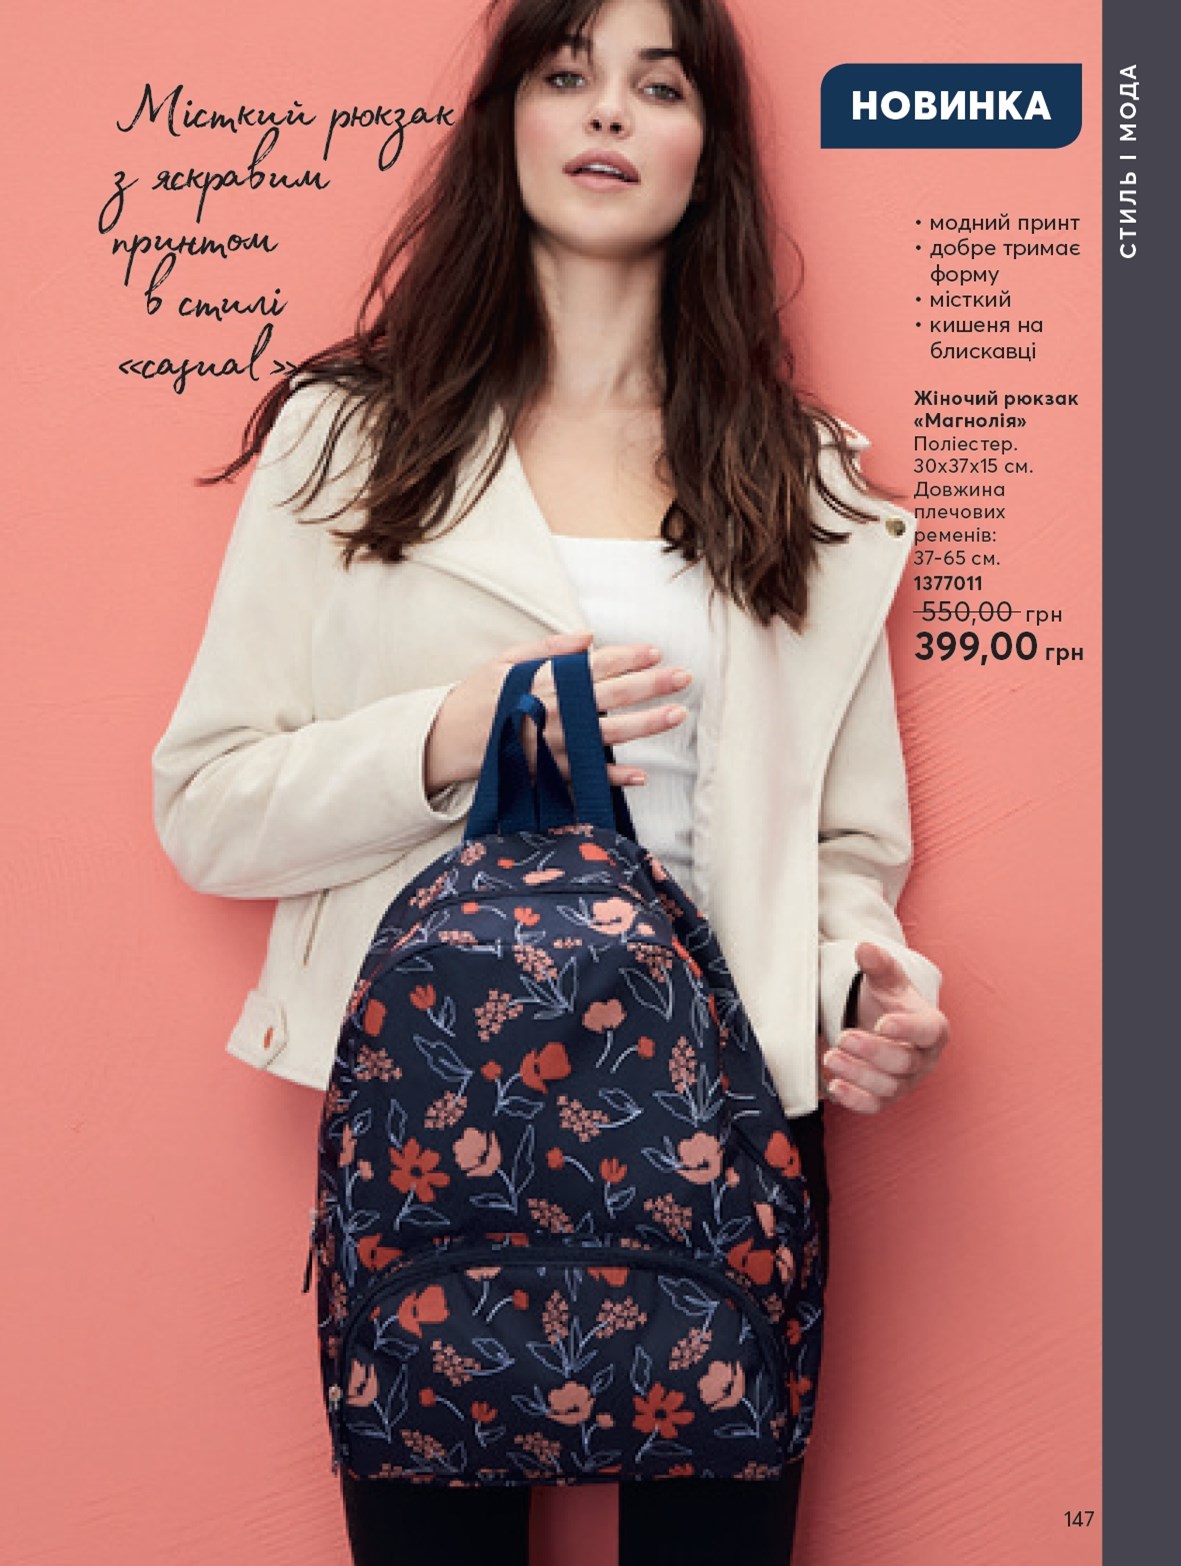 Місткий рюкзак
з яскравим
принтом
в стилі
«casual»
НОВИНКА
СТИЛЬ І МОДА
• модний принт
• добре тримає
форму
• місткий
• кишеня на
блискавці
Жіночий рюкзак
«Магнолія»
Поліестер.
30х37х15 см.
Довжина
плечових
ременів:
37-65 см.
1377011
550,00 грн
399,00 грн
147